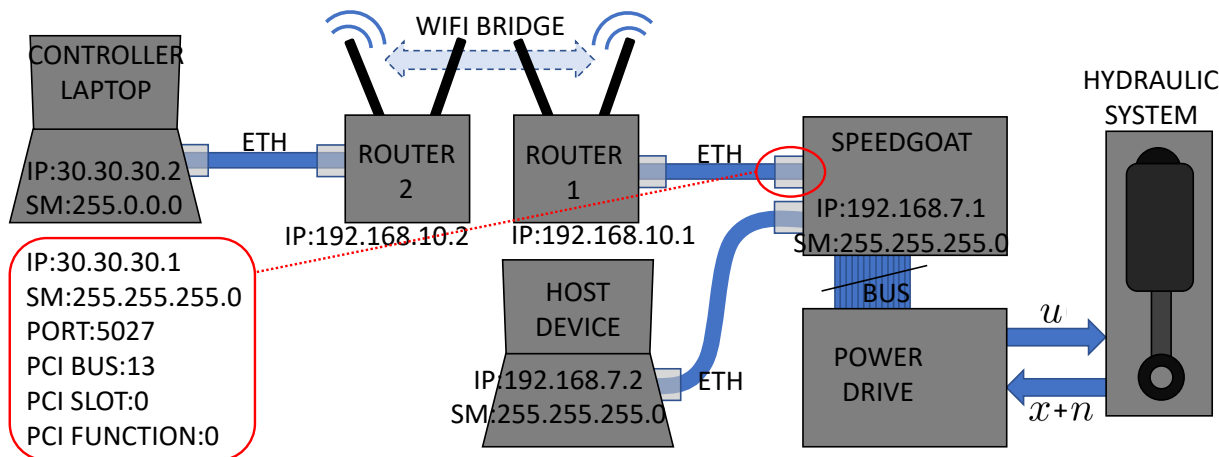 WIFI BRIDGE
CONTROLLER
LAPTOP
ETH
IP:30.30.30.2
SM:255.0.0.0
ROUTER
2
IP:192.168.10.2
ROUTER
1
IP:192.168.10.1
ETH
SPEEDGOAT
IP:192.168.7.1
SM:255.255.255.0
HYDRAULIC
SYSTEM
IP:30.30.30.1
SM:255.255.255.0
PORT:5027
PCI BUS:13
PCI SLOT:0
PCI FUNCTION:0
HOST
DEVICE
IP:192.168.7.2
SM:255.255.255.0
ETH
BUS
POWER
DRIVE
u
x+n